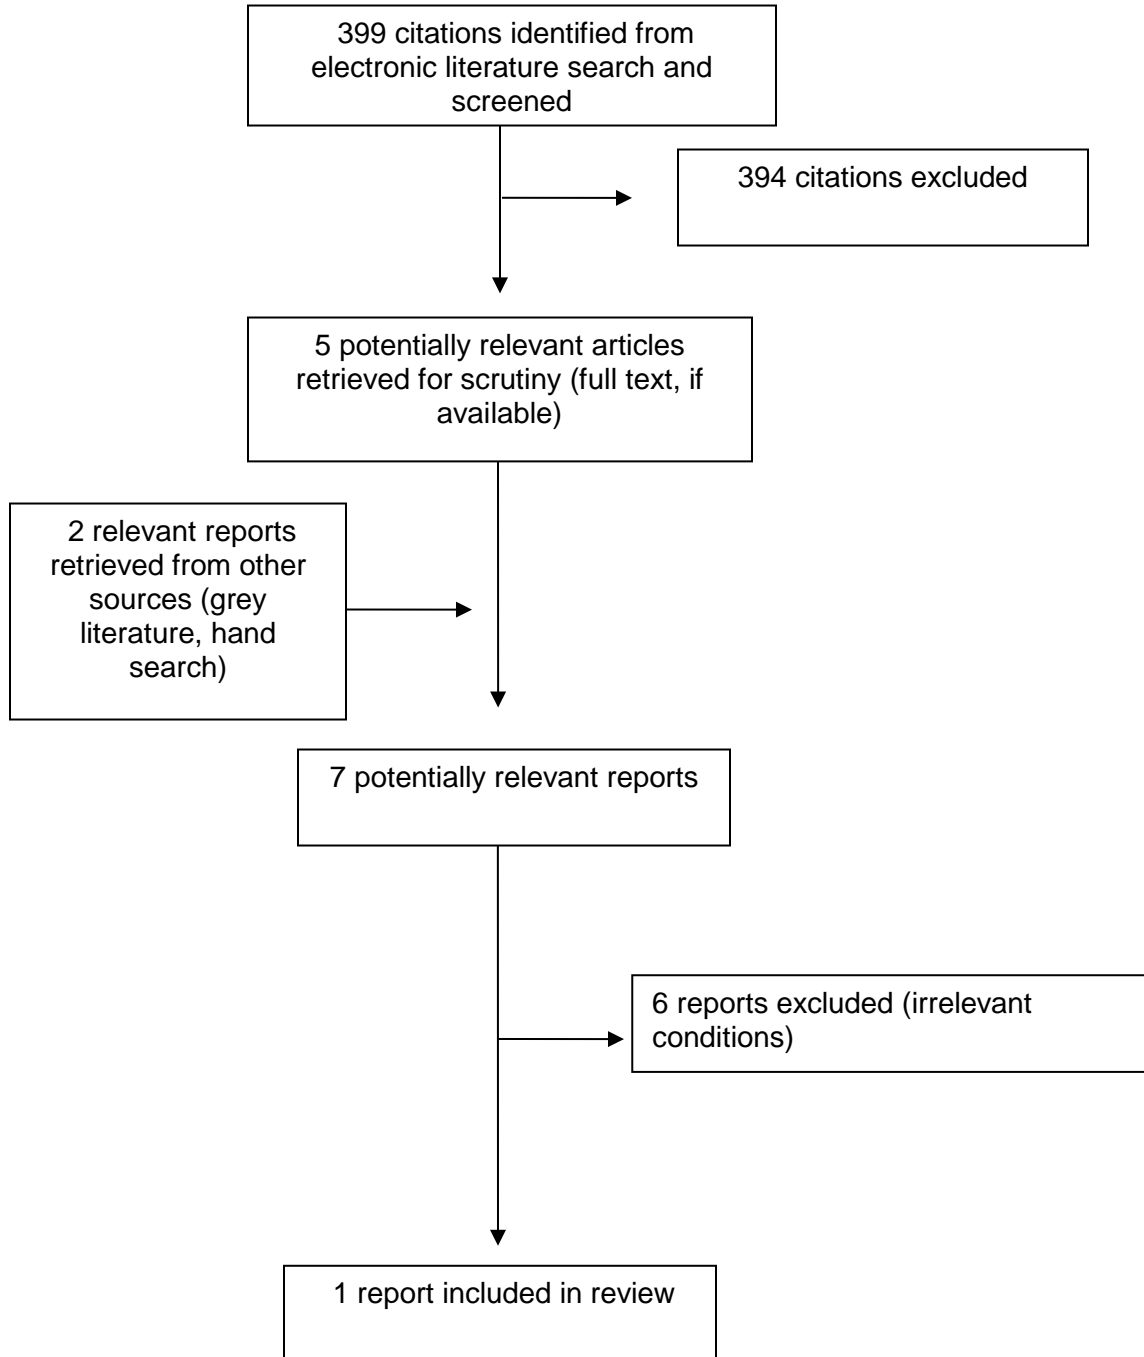 399 citations identified from
electronic literature search and
screened
394 citations excluded
5 potentially relevant articles
retrieved for scrutiny (full text, if
available)
2 relevant reports
retrieved from other
sources (grey
literature, hand
search)
7 potentially relevant reports
6 reports excluded (irrelevant
conditions)
1 report included in review